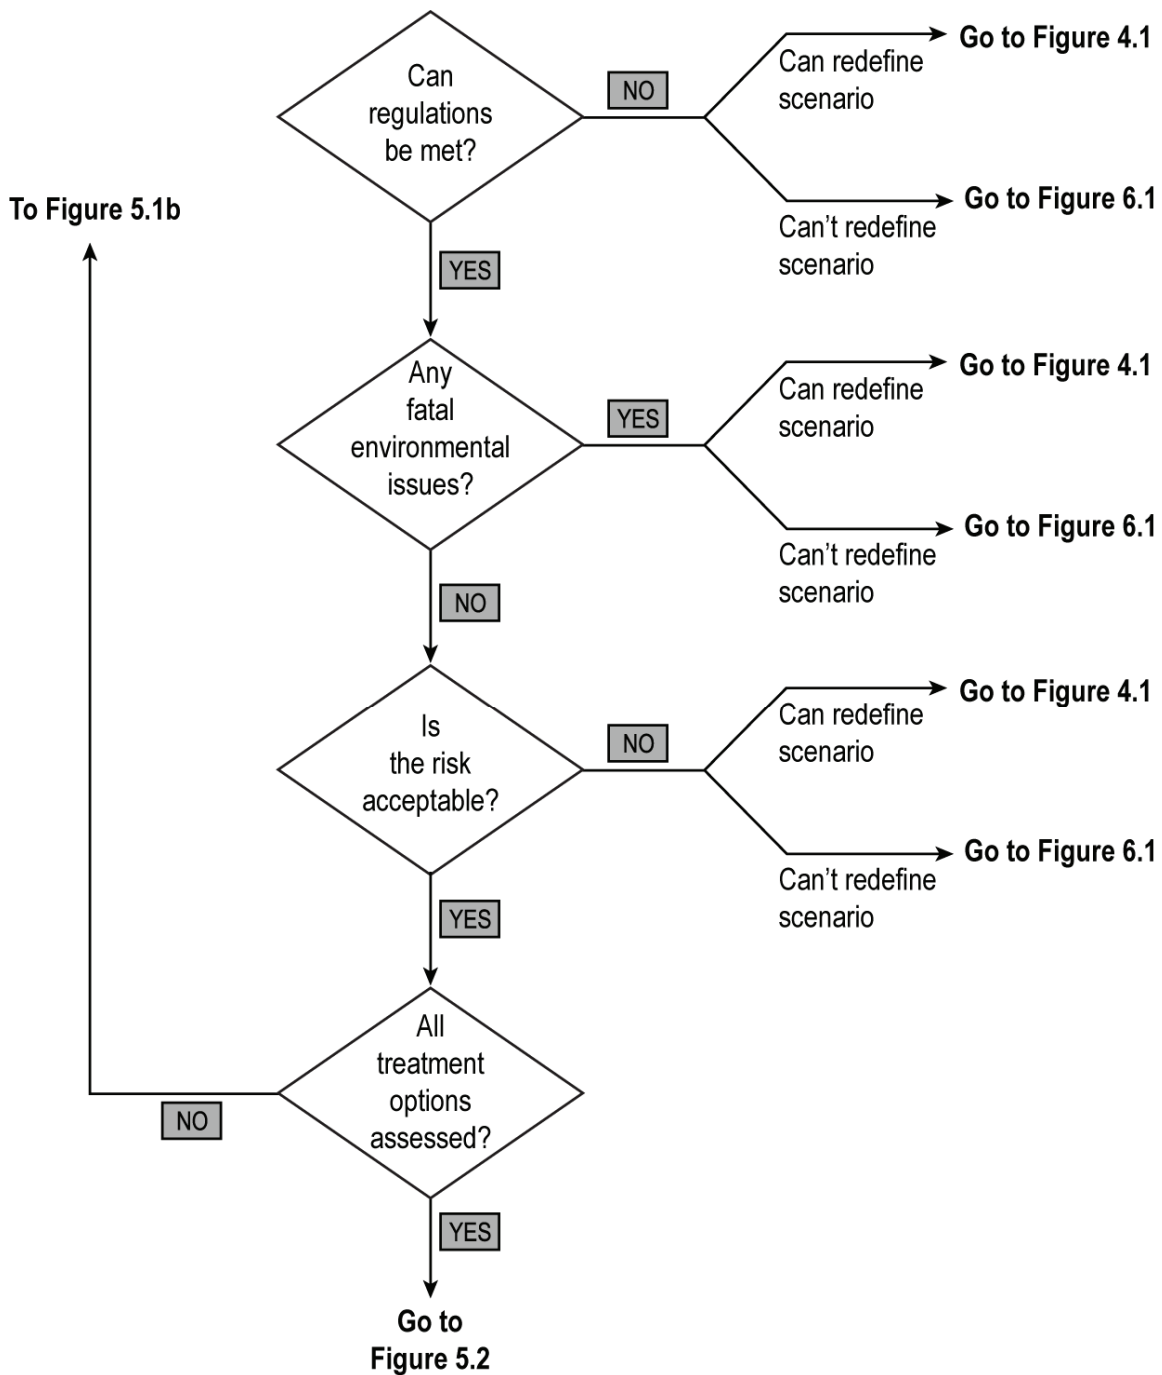 Can
regulations
be met?
NO
Can redefine
scenario
Go to Figure 4.1
Can't redefine
scenario
Go to Figure 6.1
To Figure 5.1b
YES
Any
fatal
environmental
issues?
YES
Can redefine
scenario
Go to Figure 4.1
Can't redefine
scenario
Go to Figure 6.1
NO
Is
the risk
acceptable?
NO
Can redefine
scenario
Go to Figure 4.1
Can't redefine
scenario
Go to Figure 6.1
YES
All
treatment
options
assessed?
NO
YES
Go to
Figure 5.2